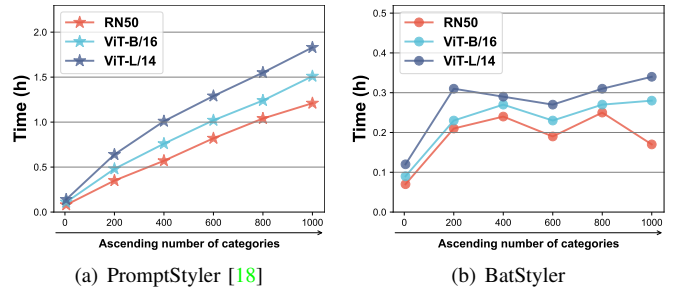 RN50
ViT-B/16
ViT-L/14
Time (h)
2.0
1.5
1.0
0.5
0.0
0 200 400 600 800 1000
Ascending number of categories
(a) PromptStyler [18]
RN50
ViT-B/16
ViT-L/14
Time (h)
0.5
0.4
0.3
0.2
0.1
0.0
0 200 400 600 800 1000
Ascending number of categories
(b) BatStyler